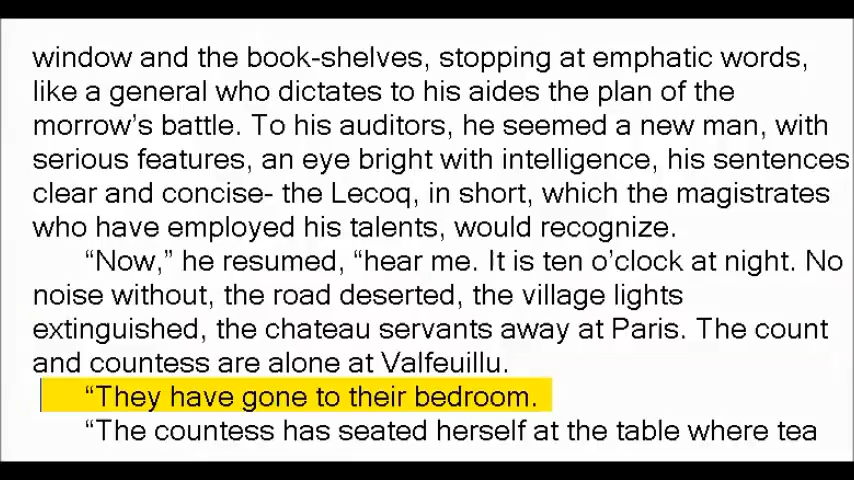 window and the book-shelves, stopping at emphatic words,
like a general who dictates to his aides the plan of the
morrow’s battle. To his auditors, he seemed a new man, with
serious features, an eye bright with intelligence, his sentences
clear and concise- the Lecoq, in short, which the magistrates
who have employed his talents, would recognize.
“Now,” he resumed, “hear me. It is ten o’clock at night. No
noise without, the road deserted, the village lights
extinguished, the chateau servants away at Paris. The count
and countess are alone at Valfeuillu.
“They have gone to their bedroom.
“The countess has seated herself at the table where tea